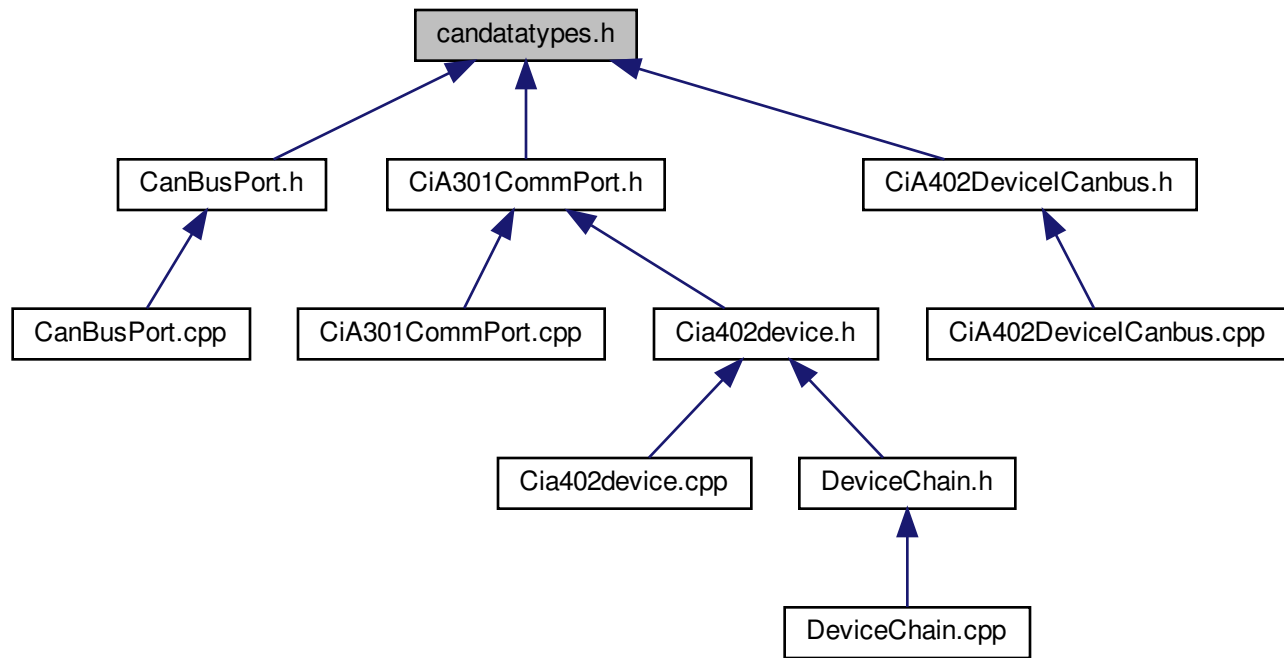 candatatypes.h
CanBusPort.h
CiA301CommPort.h
CiA402DeviceICanbus.h
CanBusPort.cpp
CiA301CommPort.cpp
Cia402device.h
CiA402DeviceICanbus.cpp
Cia402device.cpp
DeviceChain.h
DeviceChain.cpp